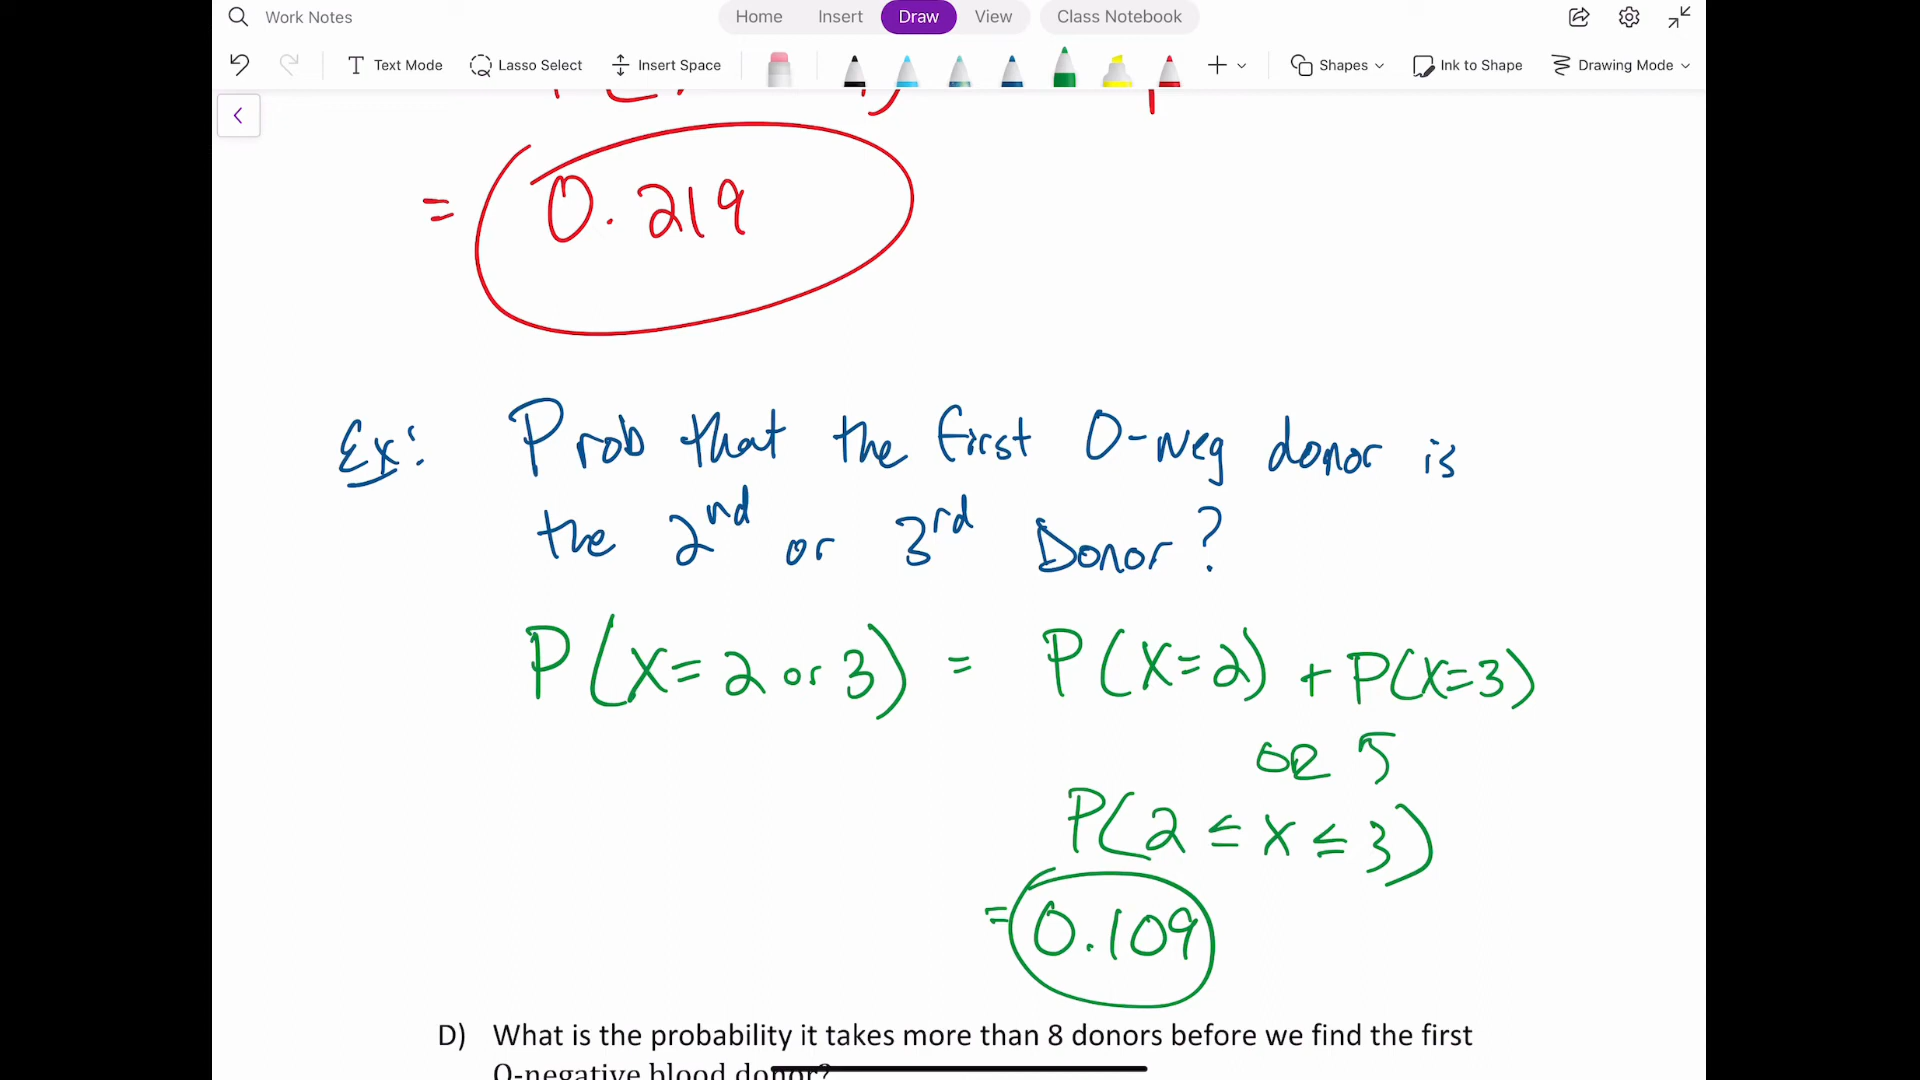 Work Notes
Home Insert Draw View Class Notebook
Text Mode Lasso Select Insert Space Shapes Ink to Shape Drawing Mode
= 0.219
Ex: Prob that the first O-neg donor is
the 2nd or 3rd Donor?
P(X=2 or 3) = P(X=2) + P(X=3)
OR
P(2 ≤ X ≤ 3)
= 0.109
D) What is the probability it takes more than 8 donors before we find the first
O-negative blood donor?